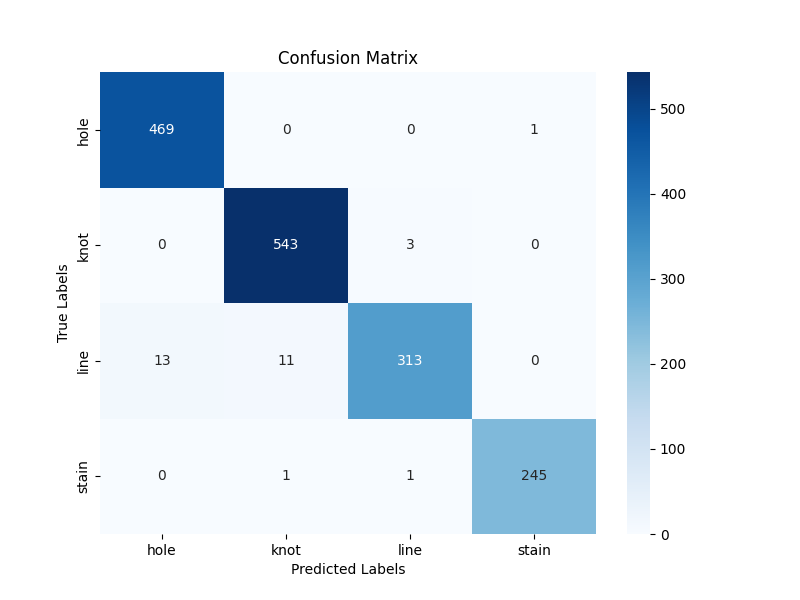 Confusion Matrix
True Labels
hole 469 0 0 1
knot 0 543 3 0
line 13 11 313 0
stain 0 1 1 245
hole knot line stain
Predicted Labels
500
400
300
200
100
0